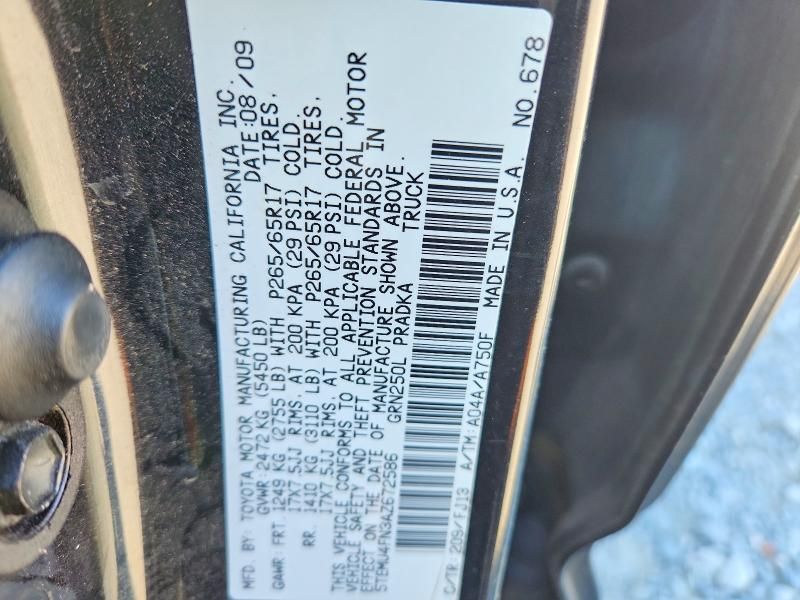 MFD. BY: TOYOTA MOTOR MANUFACTURING CALIFORNIA INC.
DATE: 08/09
GVWR: 2472 KG (5450 LB)
GAWR: FRT. 1249 KG (2755 LB) WITH P265/65R17 TIRES,
17X7.5JJ RIMS, AT 200 KPA (29 PSI) COLD.
RR. 1410 KG (3110 LB) WITH P265/65R17 TIRES,
17X7.5JJ RIMS, AT 200 KPA (29 PSI) COLD.
THIS VEHICLE CONFORMS TO ALL APPLICABLE FEDERAL MOTOR
VEHICLE SAFETY AND THEFT PREVENTION STANDARDS IN
EFFECT ON THE DATE OF MANUFACTURE SHOWN ABOVE.
5TEMU4FN3AZ672586 GRN250L PRADKA TRUCK
C/TR: 209/FJ13 A/TM: A04A/A750F MADE IN U.S.A. NO. 678